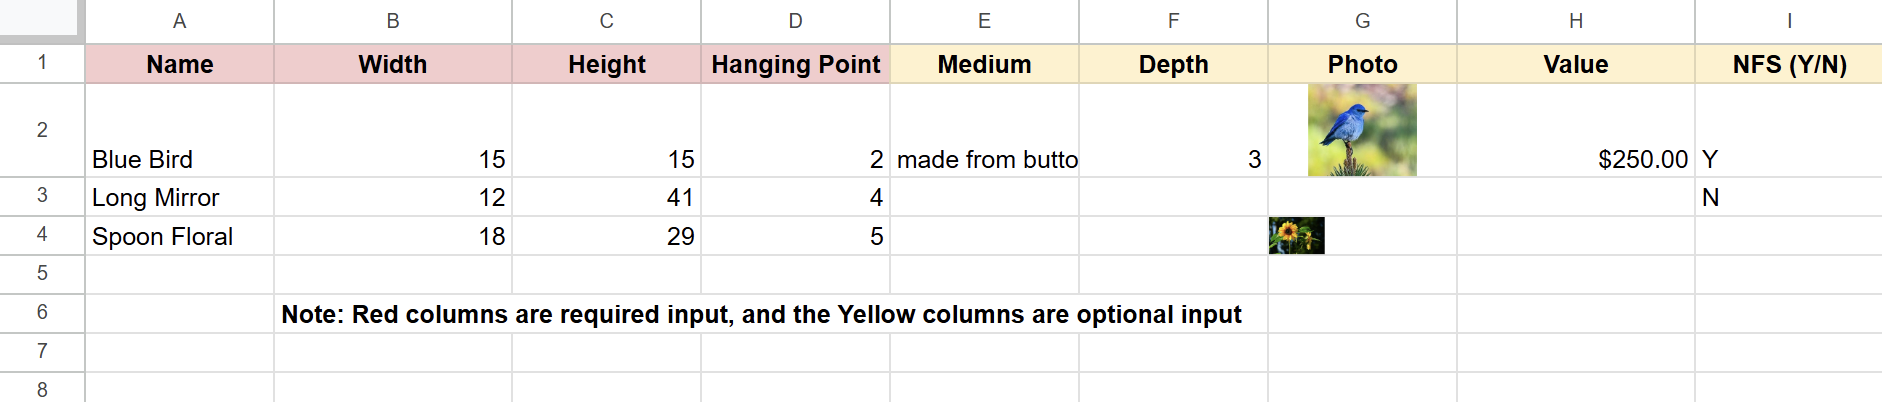 A B C D E F G H I
1 Name Width Height Hanging Point Medium Depth Photo Value NFS (Y/N)
2 Blue Bird 15 15 2 made from butto 3 $250.00 Y
3 Long Mirror 12 41 4 N
4 Spoon Floral 18 29 5
5
6 Note: Red columns are required input, and the Yellow columns are optional input
7
8